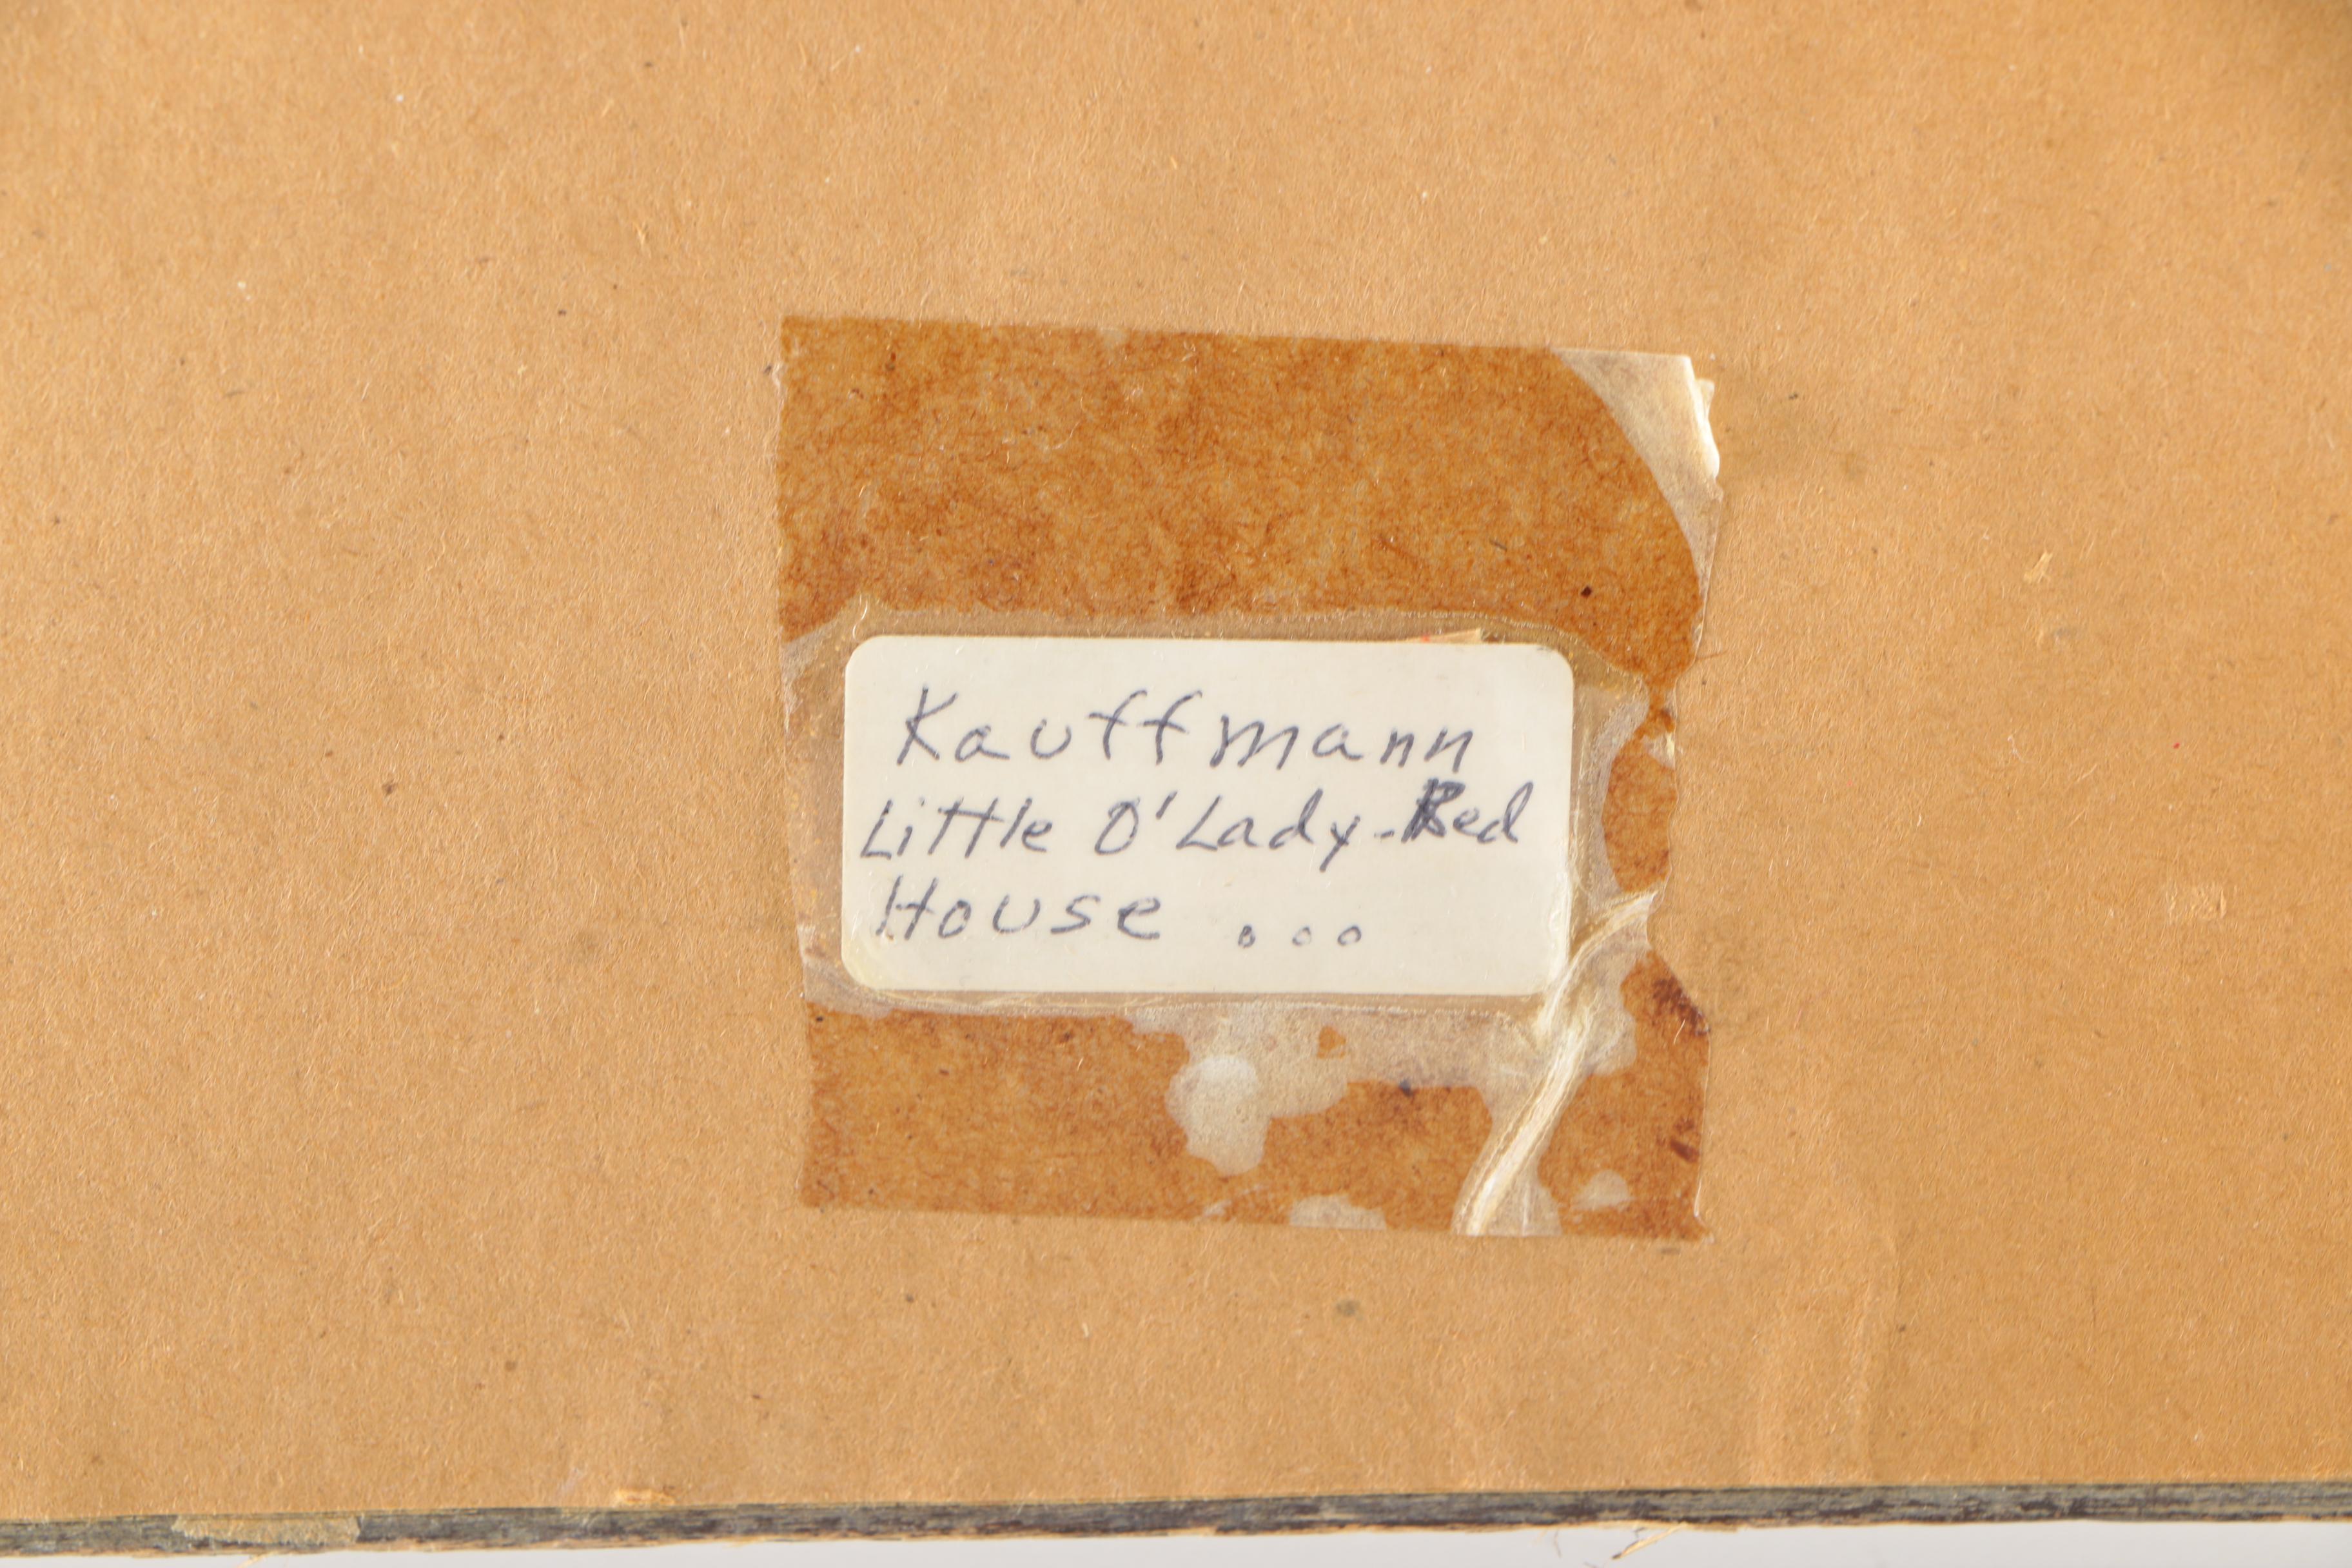 Kauffmann
Little O'Lady-Red
House ...